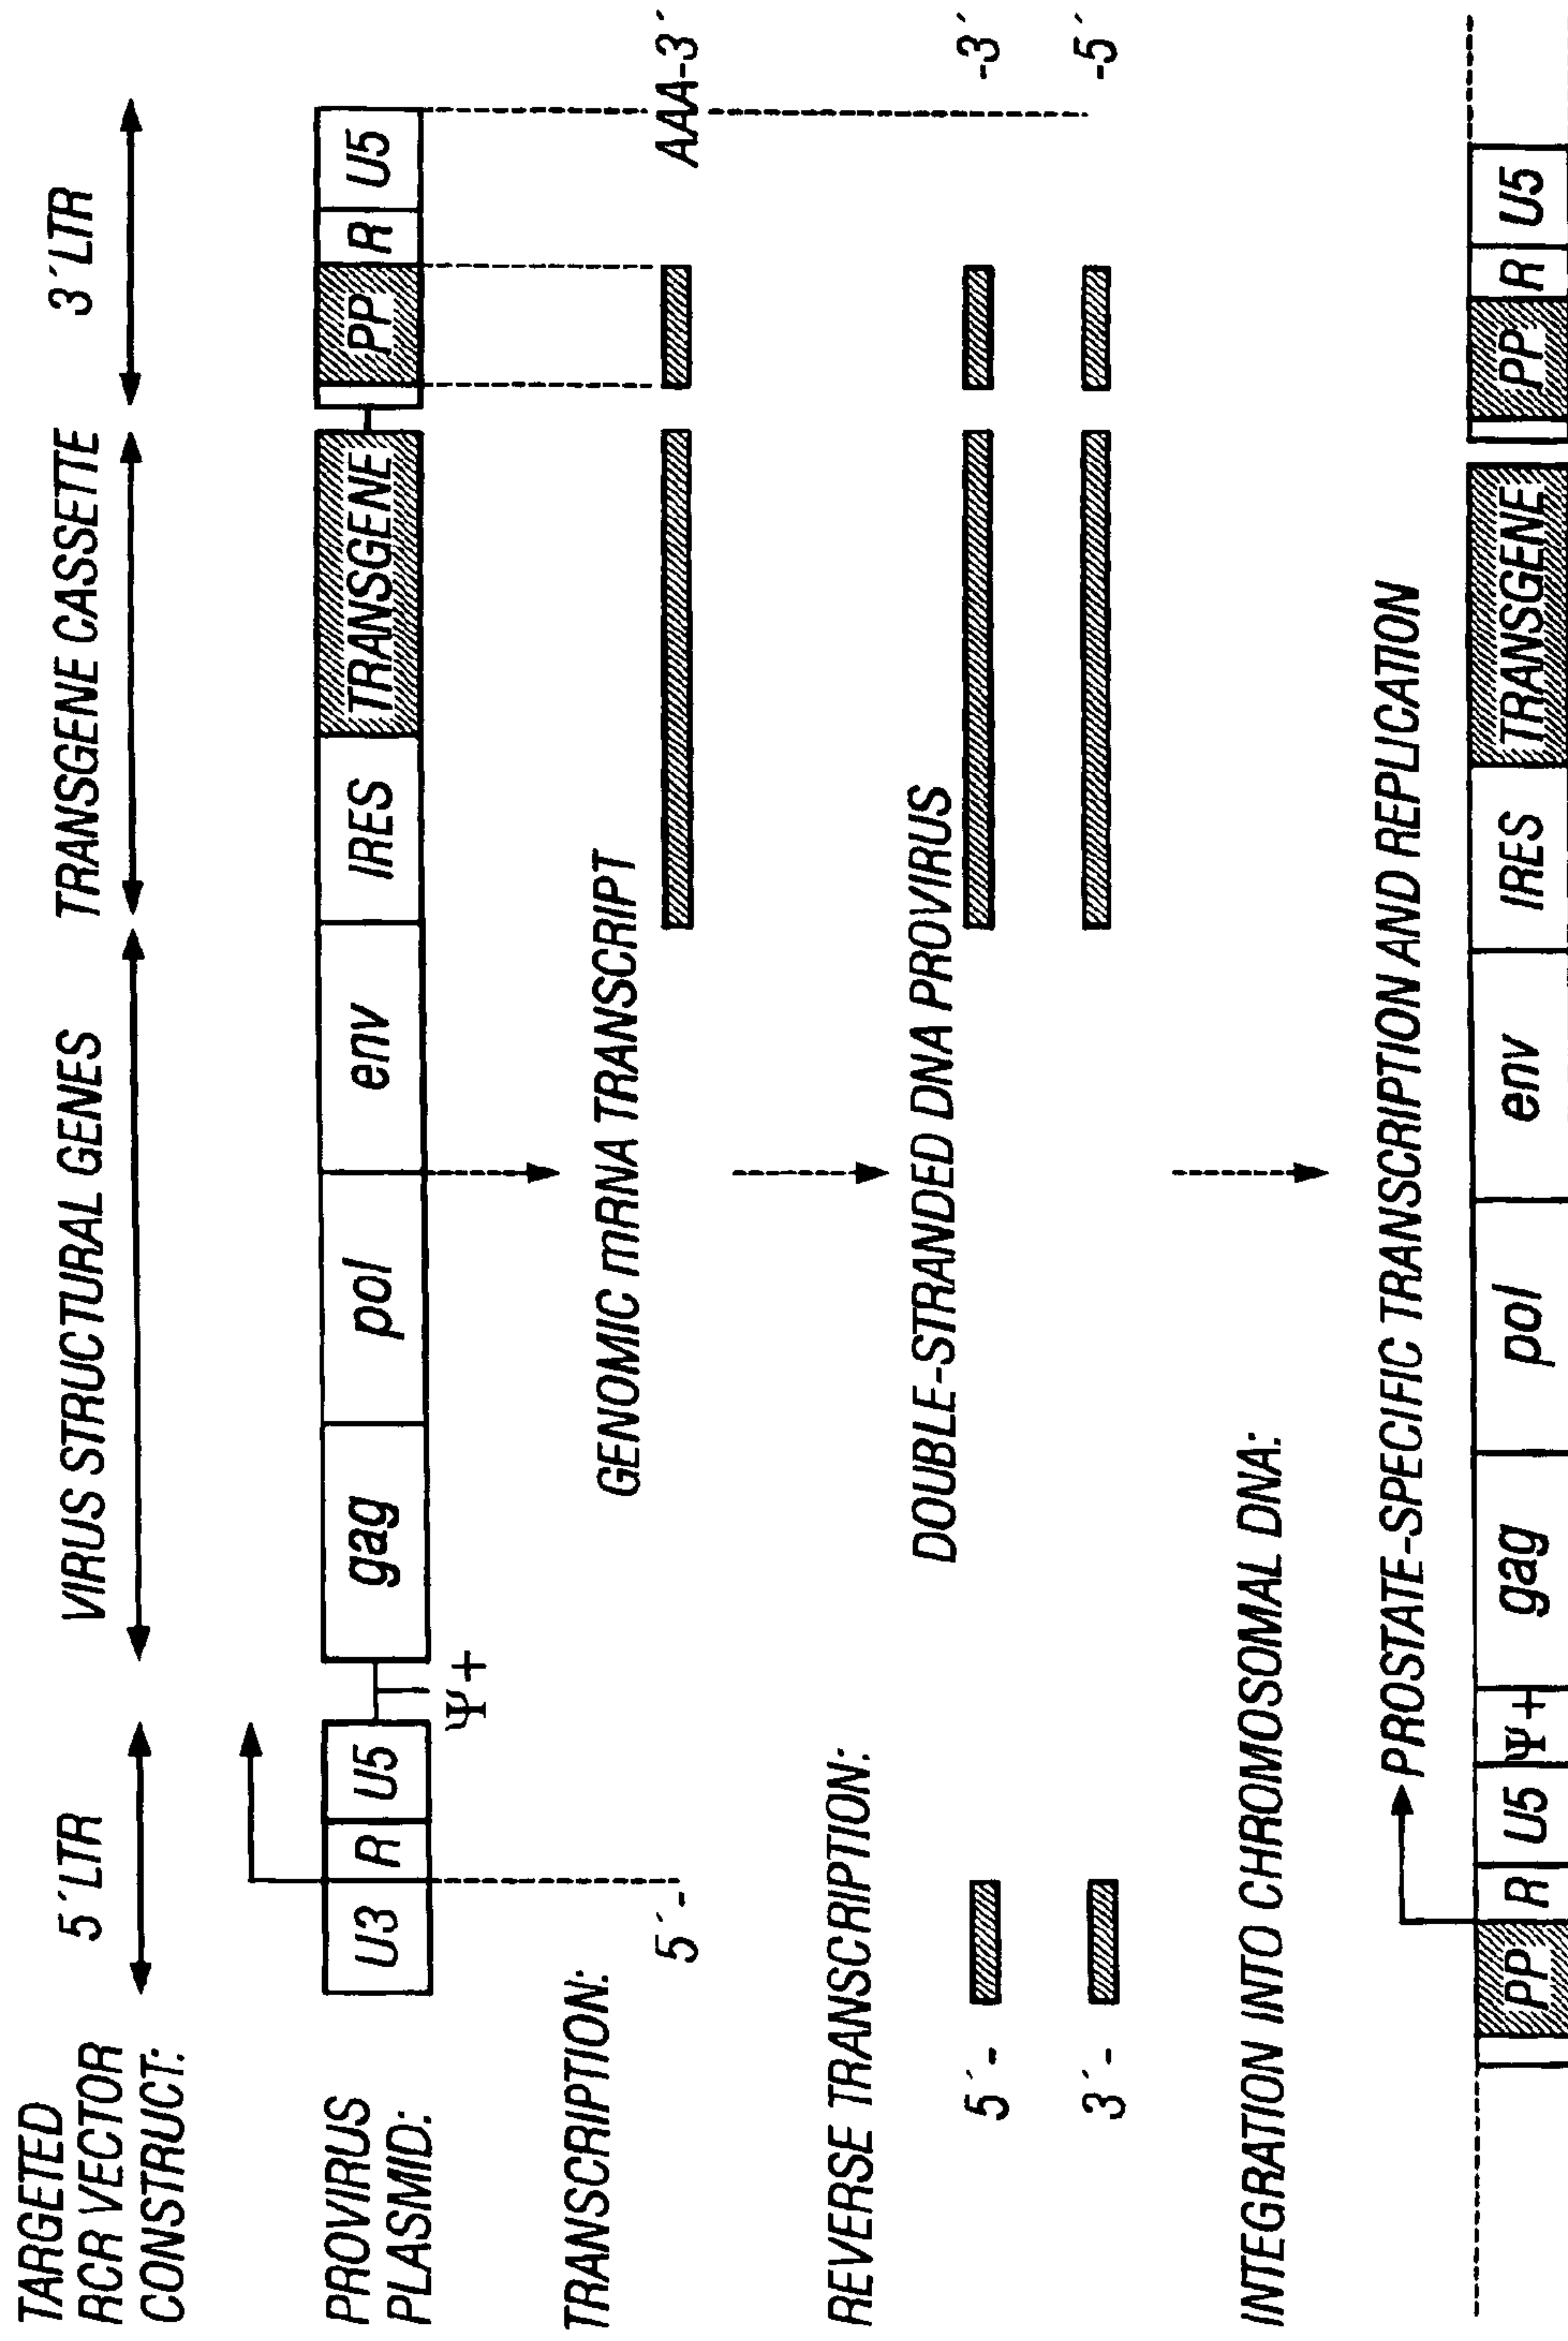 TARGETED
RCR VECTOR
CONSTRUCT:
5´LTR
VIRUS STRUCTURAL GENES
TRANSGENE CASSETTE
3´LTR
PROVIRUS
PLASMID:
U3 R U5 gag pol env IRES TRANSGENE PP R U5
Ψ+
TRANSCRIPTION:
GENOMIC mRNA TRANSCRIPT
5´- AAA-3´
REVERSE TRANSCRIPTION:
DOUBLE-STRANDED DNA PROVIRUS
5´- -3´
3´- -5´
INTEGRATION INTO CHROMOSOMAL DNA:
PROSTATE-SPECIFIC TRANSCRIPTION AND REPLICATION
PP R U5 Ψ+ gag pol env IRES TRANSGENE PP R U5